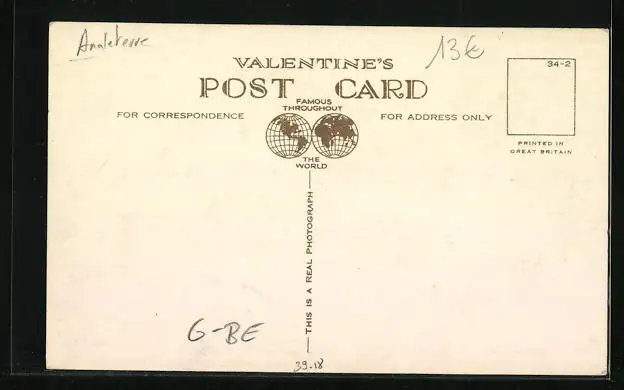 Angleterre
13€
VALENTINE'S
34-2
POST CARD
FAMOUS
THROUGHOUT
FOR CORRESPONDENCE
FOR ADDRESS ONLY
THE
WORLD
PRINTED IN
GREAT BRITAIN
THIS IS A REAL PHOTOGRAPH
G-BE
39-18